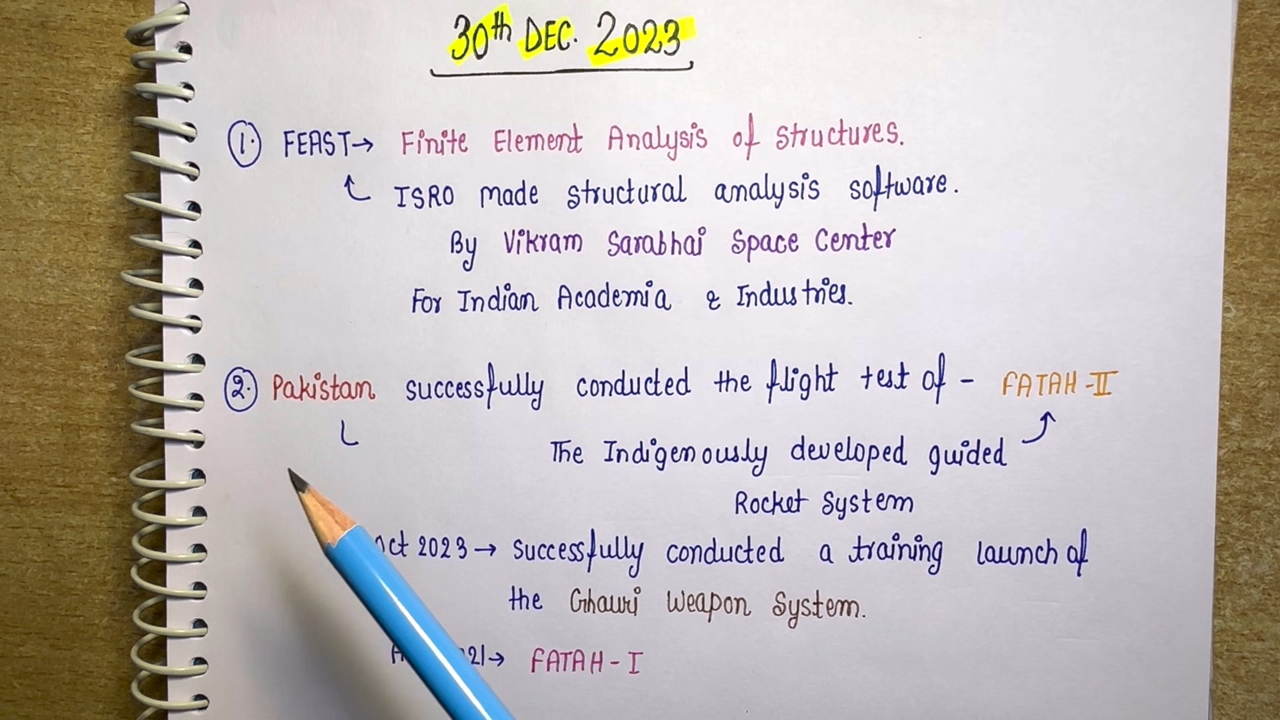 30th DEC. 2023
1. FEAST→ Finite Element Analysis of Structures.
ISRO made structural analysis software.
By Vikram Sarabhai Space Center
For Indian Academia & Industries.
2. Pakistan successfully conducted the flight test of - FATAH-II
The Indigenously developed guided
Rocket System
2023→ Successfully conducted a training launch of
the Ghauri Weapon System.
→ FATAH-I